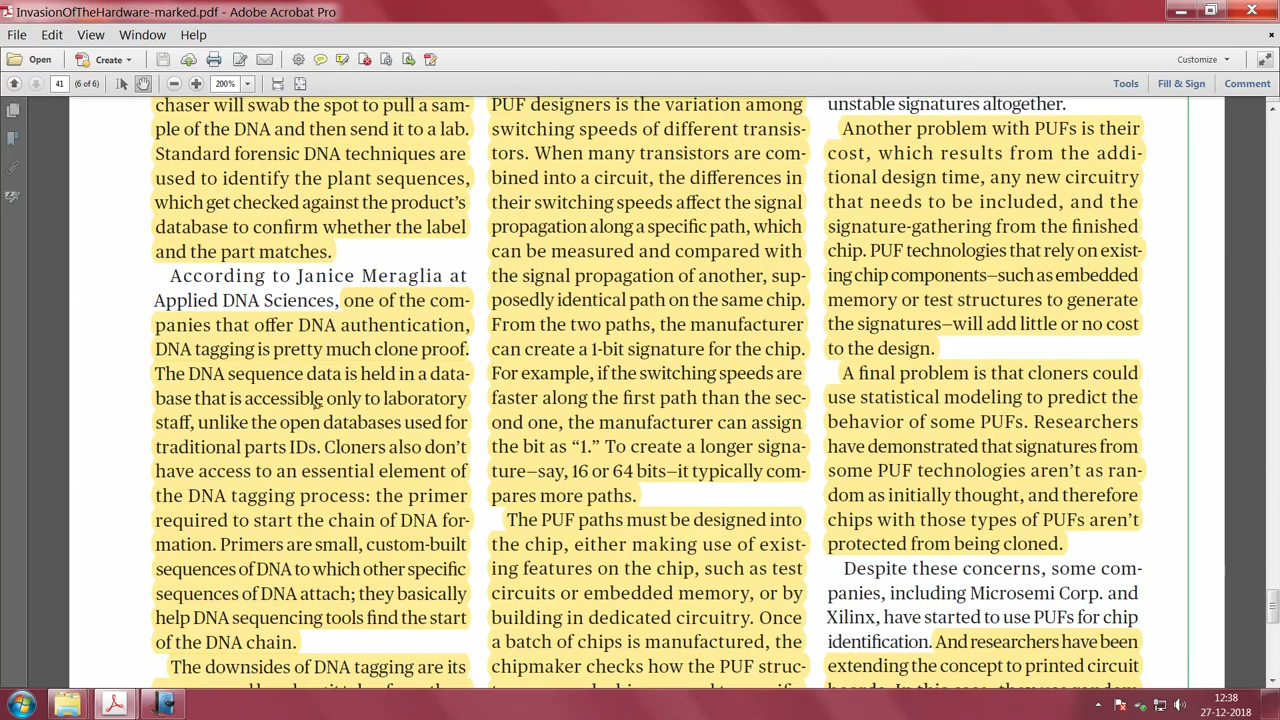 InvasionOfTheHardware-marked.pdf - Adobe Acrobat Pro
File Edit View Window Help
Open Create Customize
41 (6 of 6) 200% Tools Fill & Sign Comment
chaser will swab the spot to pull a sam-
ple of the DNA and then send it to a lab.
Standard forensic DNA techniques are
used to identify the plant sequences,
which get checked against the product’s
database to confirm whether the label
and the part matches.
According to Janice Meraglia at
Applied DNA Sciences, one of the com-
panies that offer DNA authentication,
DNA tagging is pretty much clone proof.
The DNA sequence data is held in a data-
base that is accessible only to laboratory
staff, unlike the open databases used for
traditional parts IDs. Cloners also don’t
have access to an essential element of
the DNA tagging process: the primer
required to start the chain of DNA for-
mation. Primers are small, custom-built
sequences of DNA to which other specific
sequences of DNA attach; they basically
help DNA sequencing tools find the start
of the DNA chain.
The downsides of DNA tagging are its
PUF designers is the variation among
switching speeds of different transis-
tors. When many transistors are com-
bined into a circuit, the differences in
their switching speeds affect the signal
propagation along a specific path, which
can be measured and compared with
the signal propagation of another, sup-
posedly identical path on the same chip.
From the two paths, the manufacturer
can create a 1-bit signature for the chip.
For example, if the switching speeds are
faster along the first path than the sec-
ond one, the manufacturer can assign
the bit as “1.” To create a longer signa-
ture—say, 16 or 64 bits—it typically com-
pares more paths.
The PUF paths must be designed into
the chip, either making use of exist-
ing features on the chip, such as test
circuits or embedded memory, or by
building in dedicated circuitry. Once
a batch of chips is manufactured, the
chipmaker checks how the PUF struc-
unstable signatures altogether.
Another problem with PUFs is their
cost, which results from the addi-
tional design time, any new circuitry
that needs to be included, and the
signature-gathering from the finished
chip. PUF technologies that rely on exist-
ing chip components—such as embedded
memory or test structures to generate
the signatures—will add little or no cost
to the design.
A final problem is that cloners could
use statistical modeling to predict the
behavior of some PUFs. Researchers
have demonstrated that signatures from
some PUF technologies aren’t as ran-
dom as initially thought, and therefore
chips with those types of PUFs aren’t
protected from being cloned.
Despite these concerns, some com-
panies, including Microsemi Corp. and
Xilinx, have started to use PUFs for chip
identification. And researchers have been
extending the concept to printed circuit
12:38
27-12-2018